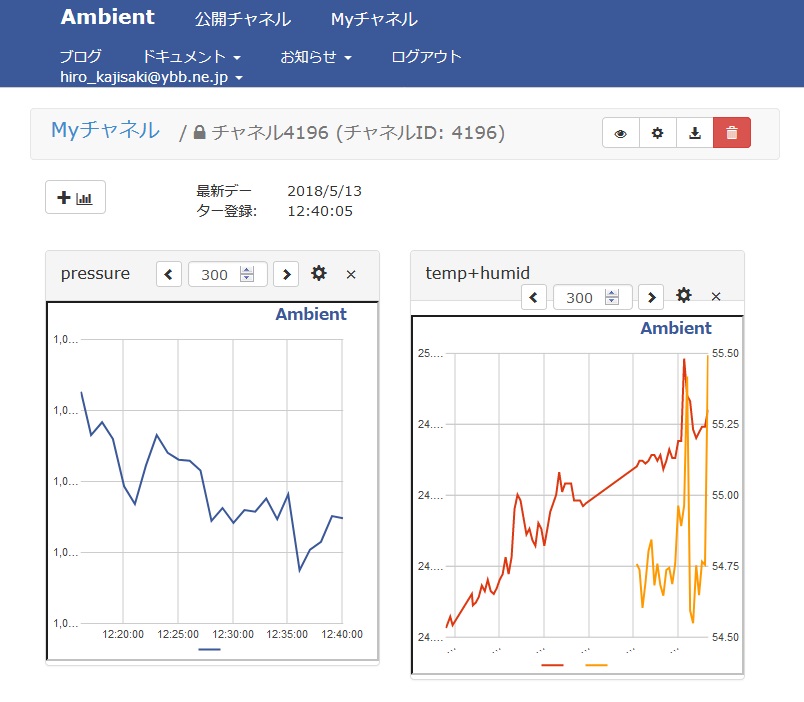 Ambient 公開チャンネル Myチャンネル
ブログ ドキュメント お知らせ ログアウト
hiro_kajisaki@ybb.ne.jp
Myチャネル / チャネル4196 (チャネルID: 4196)
最新デー 2018/5/13
ター登録: 12:40:05
pressure 300
Ambient
1,0...
1,0...
1,0...
1,0...
1,0...
12:20:00 12:25:00 12:30:00 12:35:00 12:40:00
temp+humid
300
Ambient
25.... 55.50
24.... 55.25
24.... 55.00
24.... 54.75
24.... 54.50